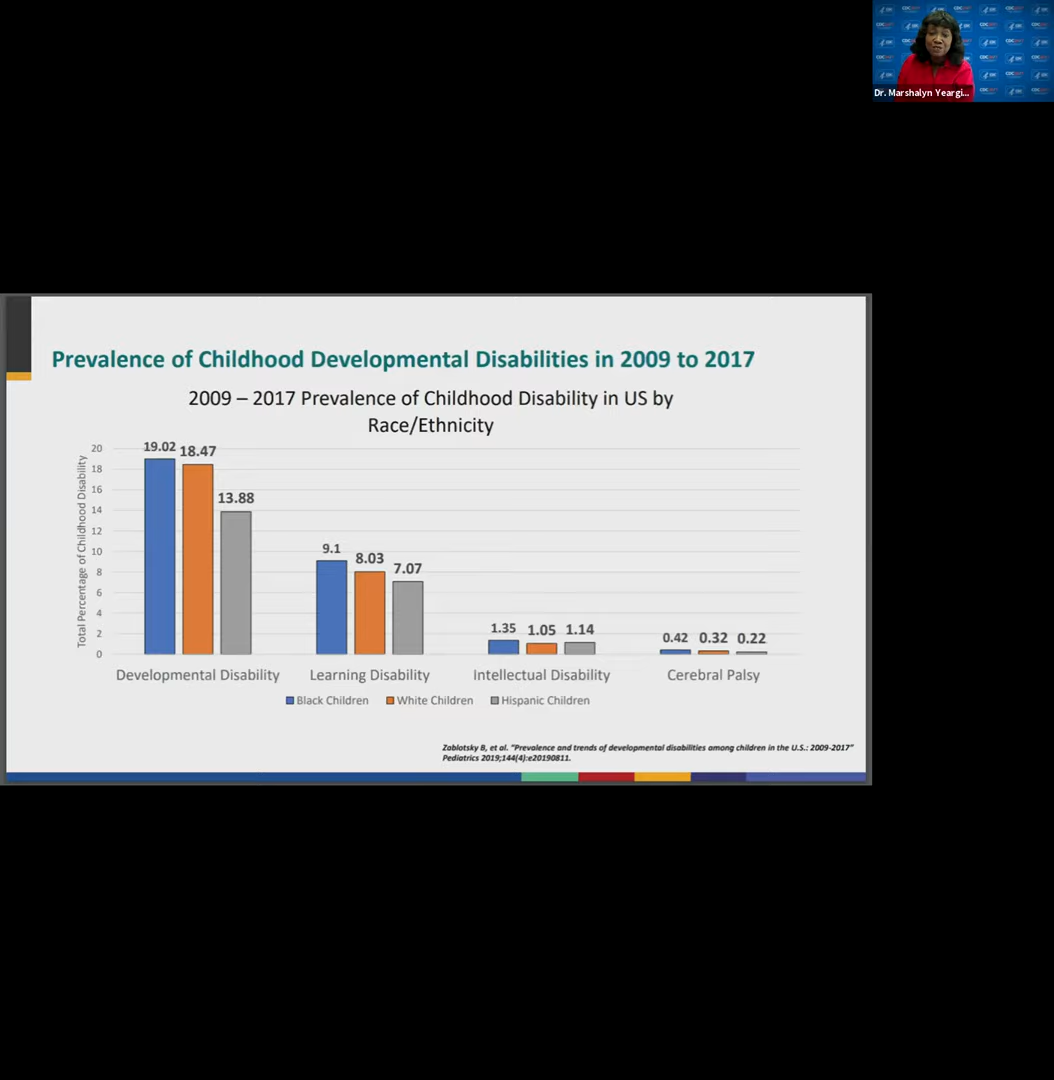 Dr. Marshalyn Yeargi...
Prevalence of Childhood Developmental Disabilities in 2009 to 2017
2009 – 2017 Prevalence of Childhood Disability in US by
Race/Ethnicity
Total Percentage of Childhood Disability
20
18
16
14
12
10
8
6
4
2
0
19.02 18.47 13.88
9.1 8.03 7.07
1.35 1.05 1.14
0.42 0.32 0.22
Developmental Disability Learning Disability Intellectual Disability Cerebral Palsy
Black Children White Children Hispanic Children
Zablotsky B, et al. "Prevalence and trends of developmental disabilities among children in the U.S.: 2009-2017"
Pediatrics 2019;144(4):e20190811.